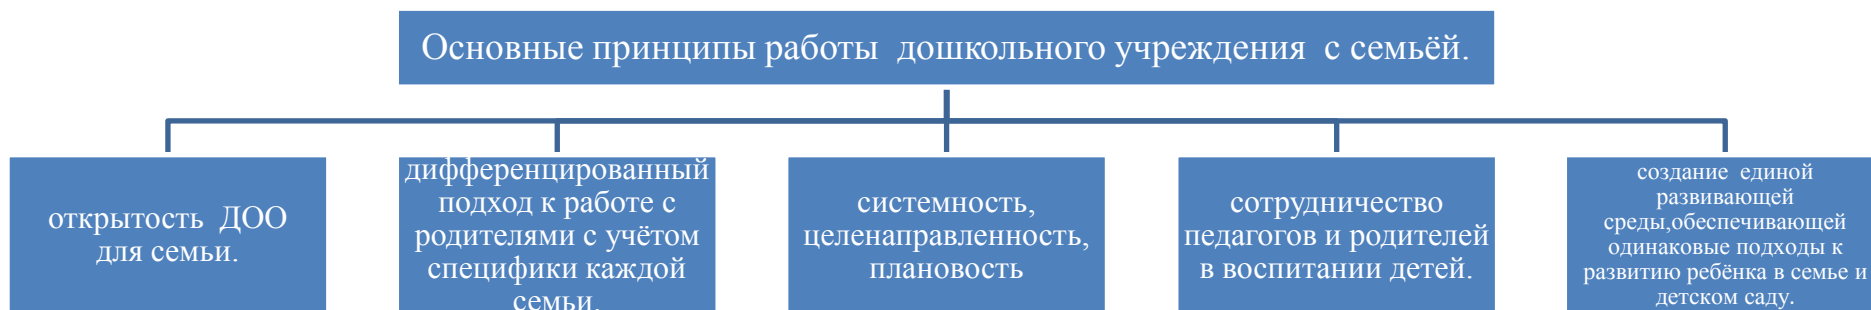 Основные принципы работы дошкольного учреждения с семьёй.
открытость ДОО
для семьи.
дифференцированный
подход к работе с
родителями с учётом
специфики каждой
семьи.
системность,
целенаправленность,
плановость
сотрудничество
педагогов и родителей
в воспитании детей.
создание единой
развивающей
среды,обеспечивающей
одинаковые подходы к
развитию ребёнка в семье и
детском саду.